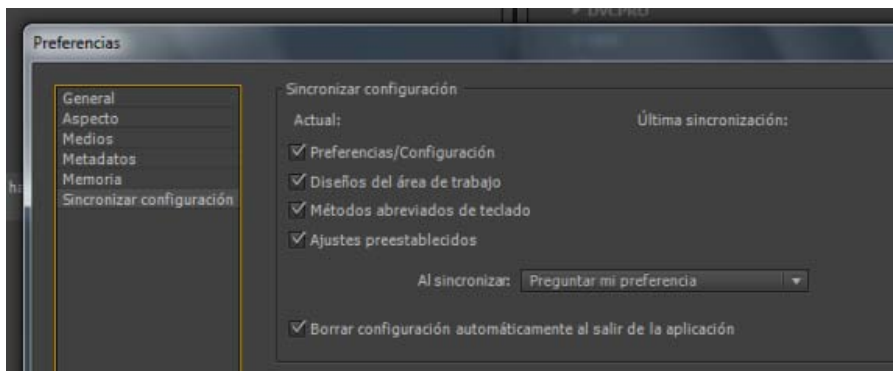 DVCPRO
Preferencias
General
Aspecto
Medios
Metadatos
Memoria
Sincronizar configuración
Sincronizar configuración
Actual: Última sincronización:
Preferencias/Configuración
Diseños del área de trabajo
Métodos abreviados de teclado
Ajustes preestablecidos
Al sincronizar: Preguntar mi preferencia
Borrar configuración automáticamente al salir de la aplicación